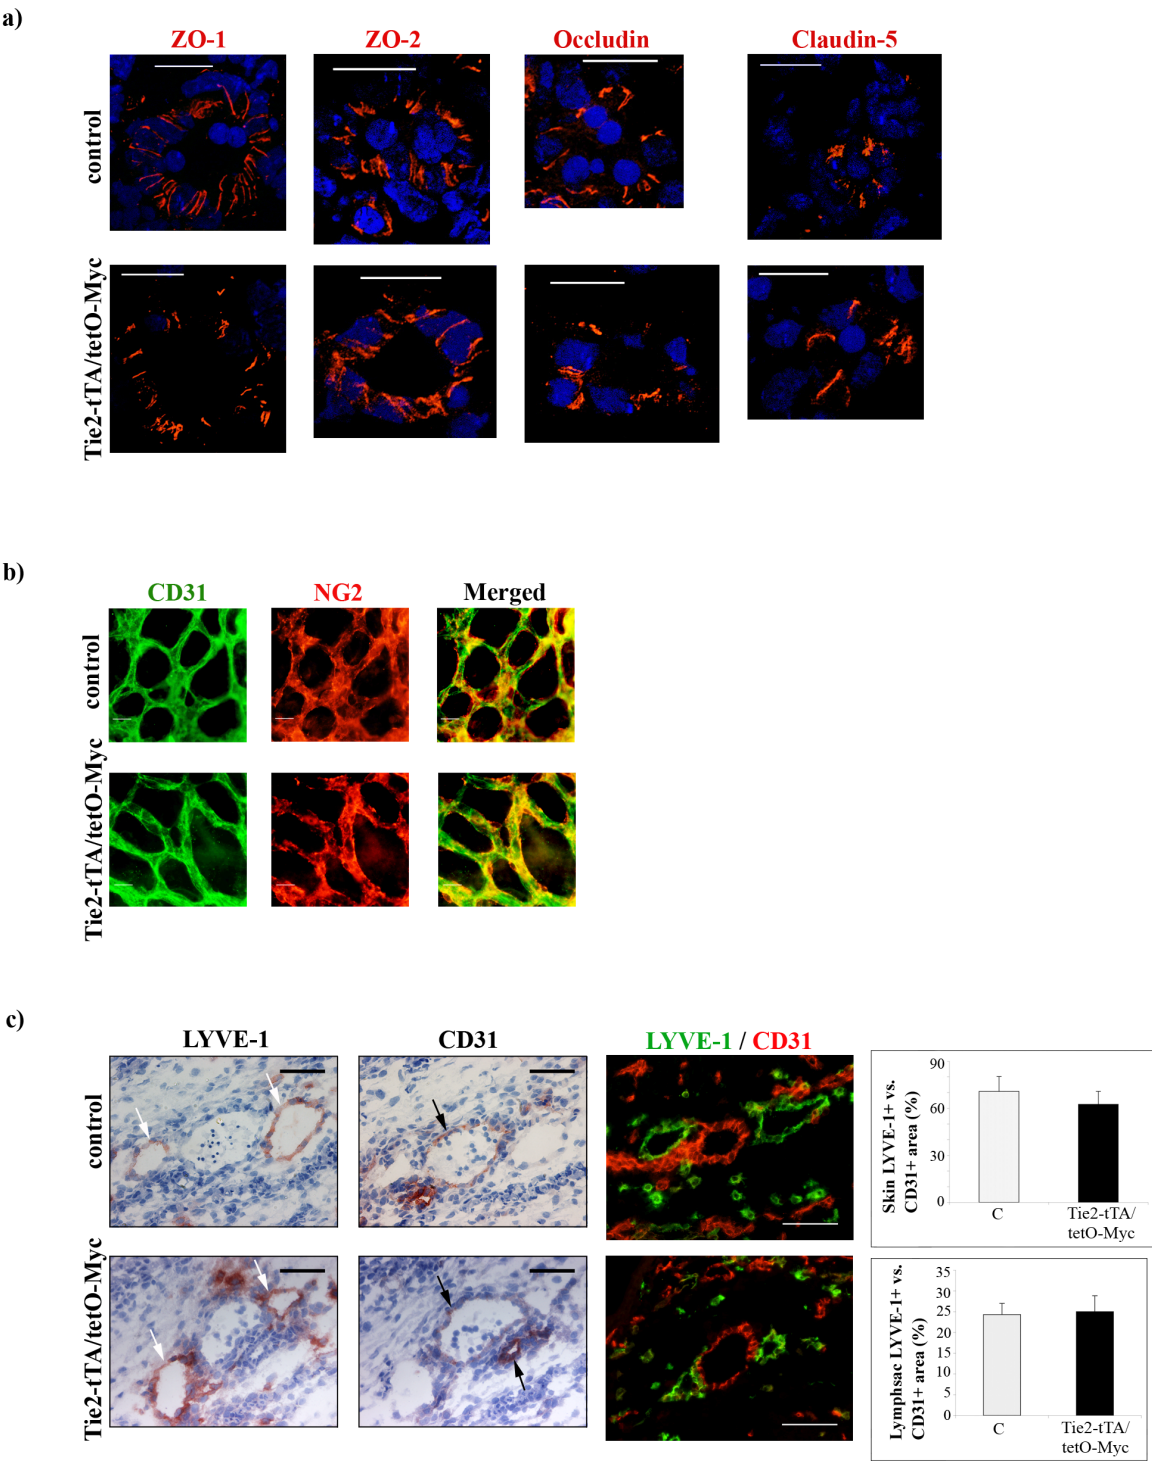 a)
ZO-1 ZO-2 Occludin Claudin-5
control
Tie2-tTA/tetO-Myc
b)
CD31 NG2 Merged
control
Tie2-tTA/tetO-Myc
c)
LYVE-1 CD31 LYVE-1 / CD31
control
Tie2-tTA/tetO-Myc
Skin LYVE-1+ vs.
CD31+ area (%)
90
60
30
0
C Tie2-tTA/
tetO-Myc
Lymphsac LYVE-1+ vs.
CD31+ area (%)
35
30
25
20
15
10
5
0
C Tie2-tTA/
tetO-Myc